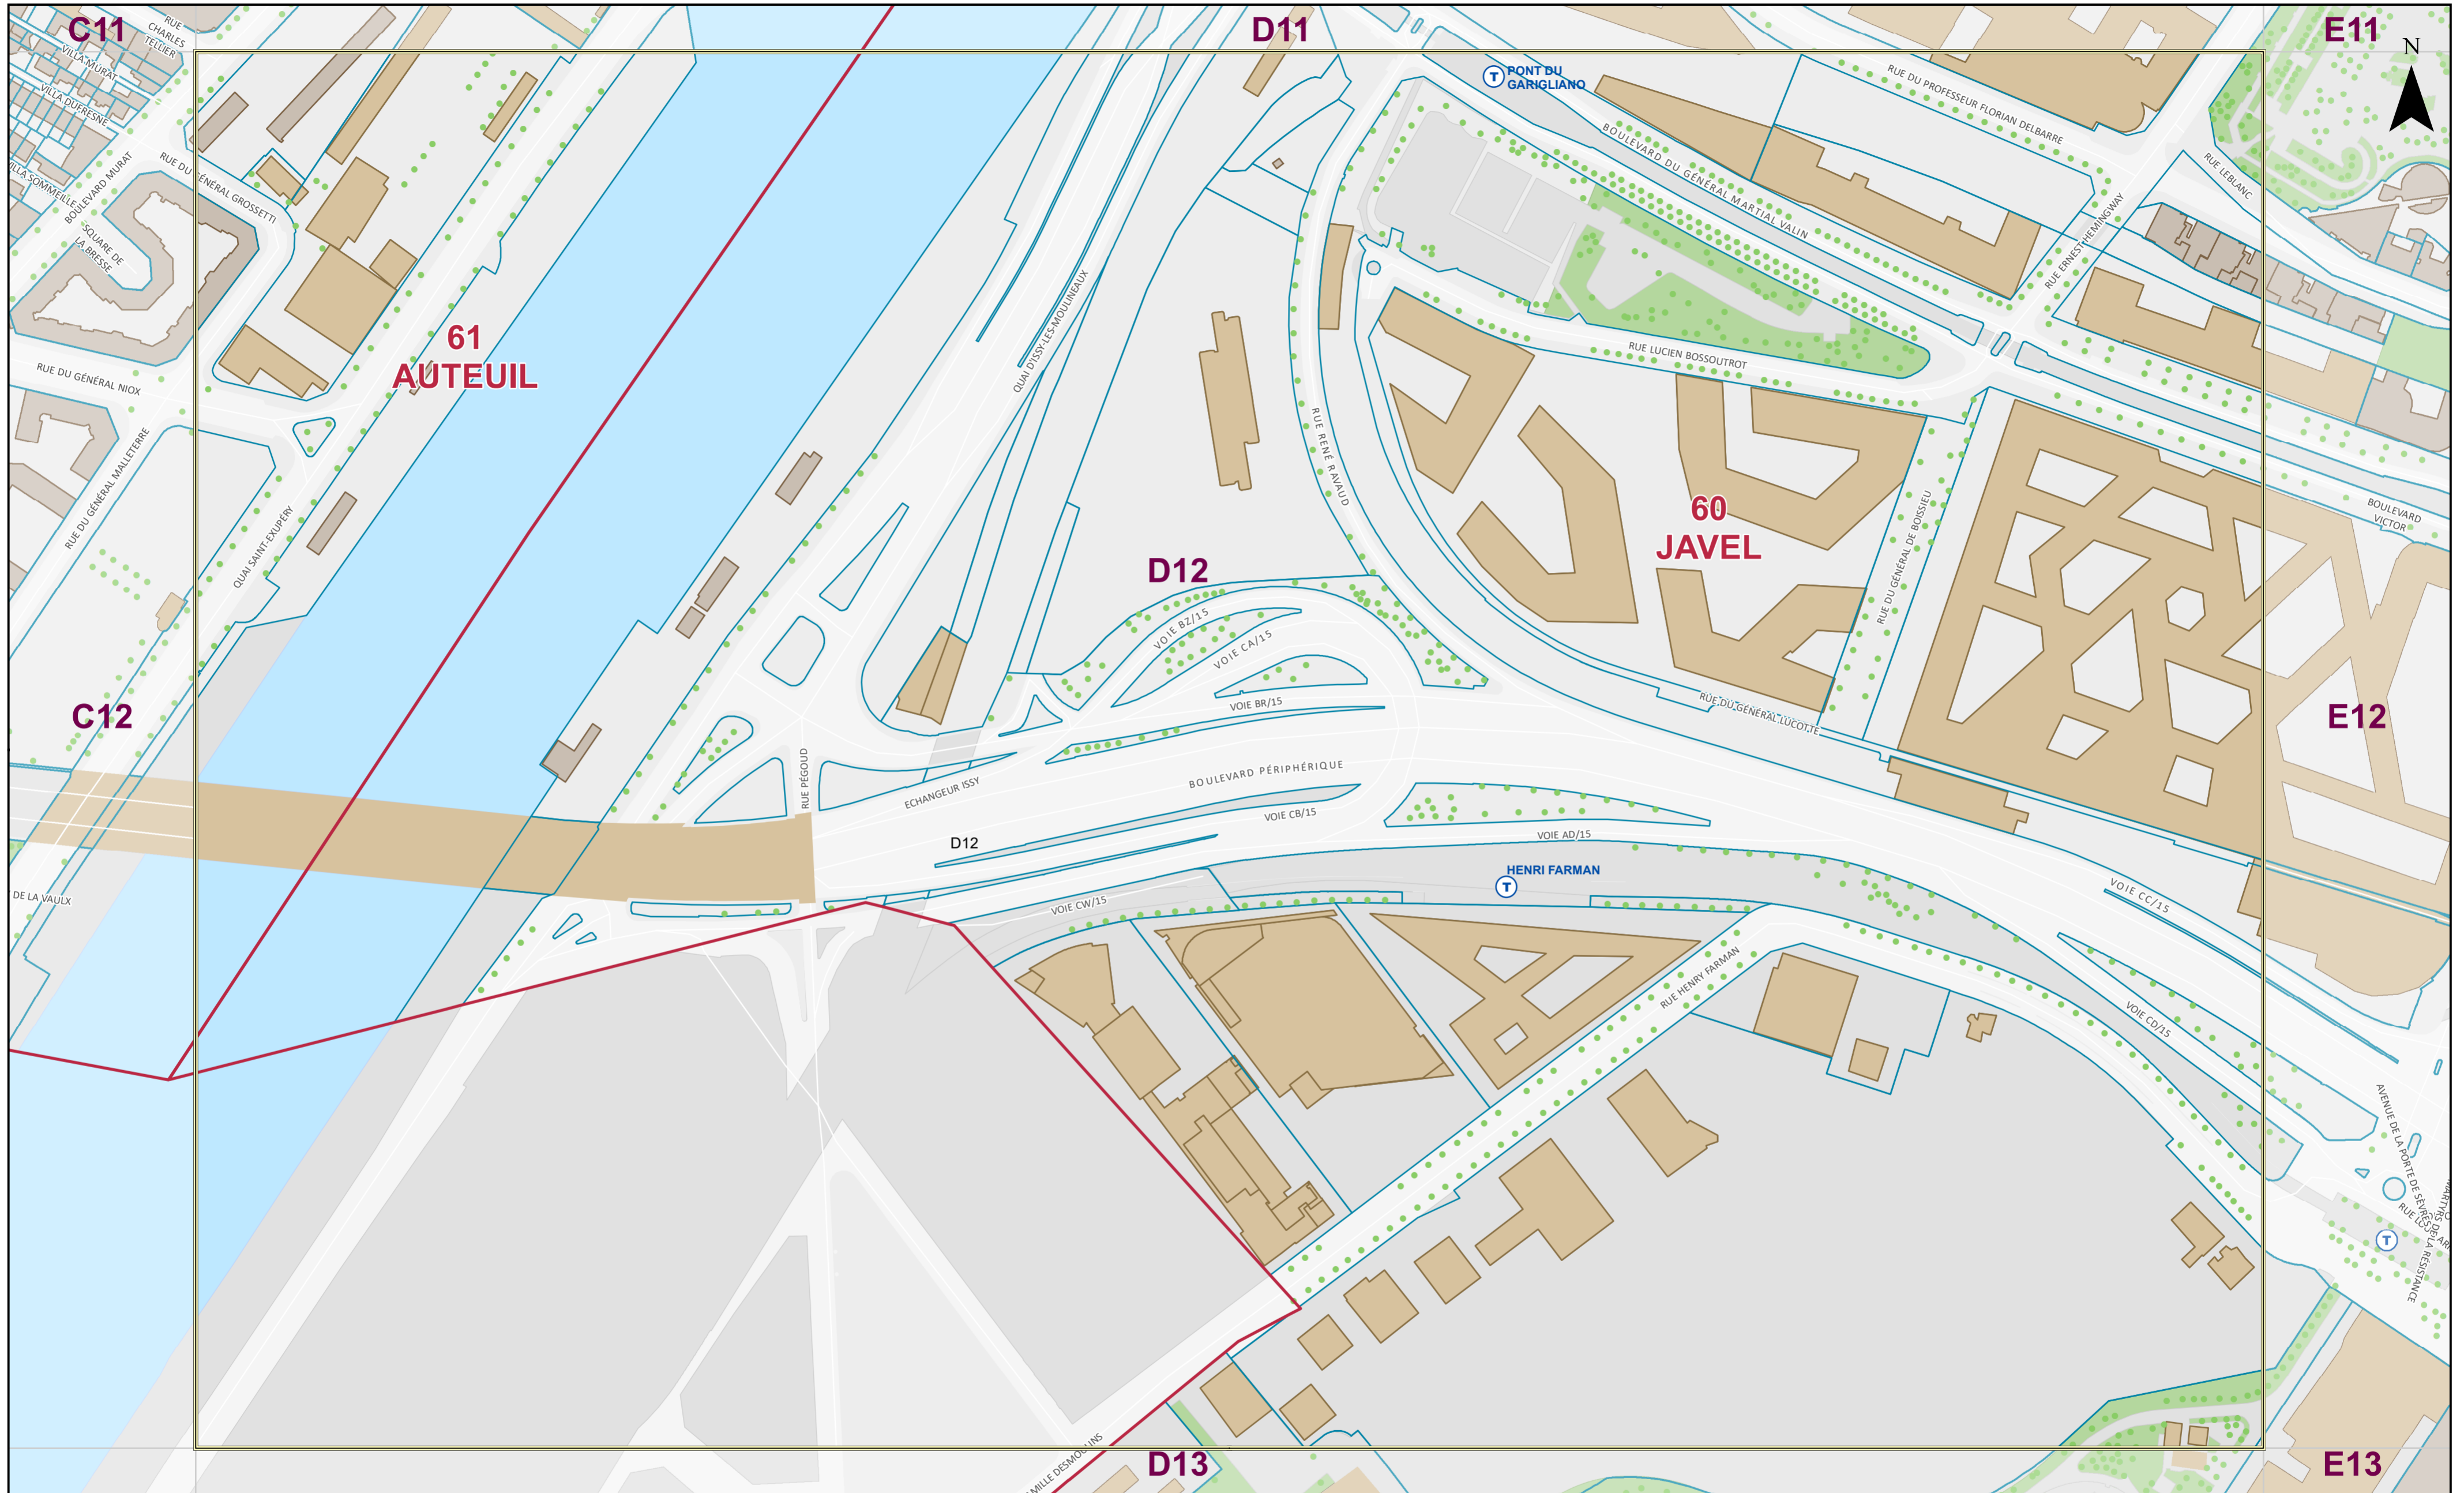 C11
D11
E11
N
RUE
CHARLES
TELLIER
VILLA MURAT
VILLA DUFRESNE
BOULEVARD MURAT
RUE DU GÉNÉRAL GROSSETTI
SQUARE DE
LA BRESSE
PONT DU
GARIGLIANO
RUE DU PROFESSEUR FLORIAN DELBARRE
BOULEVARD DU GÉNÉRAL MARTIAL VALIN
RUE LEBLANC
RUE ERNEST HEMINGWAY
QUAI D'ISSY-LES-MOULINEAUX
61
AUTEUIL
RUE LUCIEN BOSSOUTROT
RUE DU GÉNÉRAL NIOX
RUE RENÉ RAVAUD
RUE DU GÉNÉRAL MALLETERRE
QUAI SAINT-EXUPÉRY
60
JAVEL
BOULEVARD
VICTOR
RUE DU GÉNÉRAL DE BOISSIEU
D12
VOIE BZ/15
VOIE CA/15
VOIE BR/15
C12
E12
RUE DU GÉNÉRAL LUCOTTE
RUE PÉGOUD
ECHANGEUR ISSY
BOULEVARD PÉRIPHÉRIQUE
VOIE CB/15
VOIE AD/15
D12
HENRI FARMAN
DE LA VAULX
VOIE CW/15
VOIE CC/15
RUE HENRY FARMAN
VOIE CD/15
AVENUE DE LA PORTE DE SÈVRES
DE LA RÉSISTANCE
D13
E13